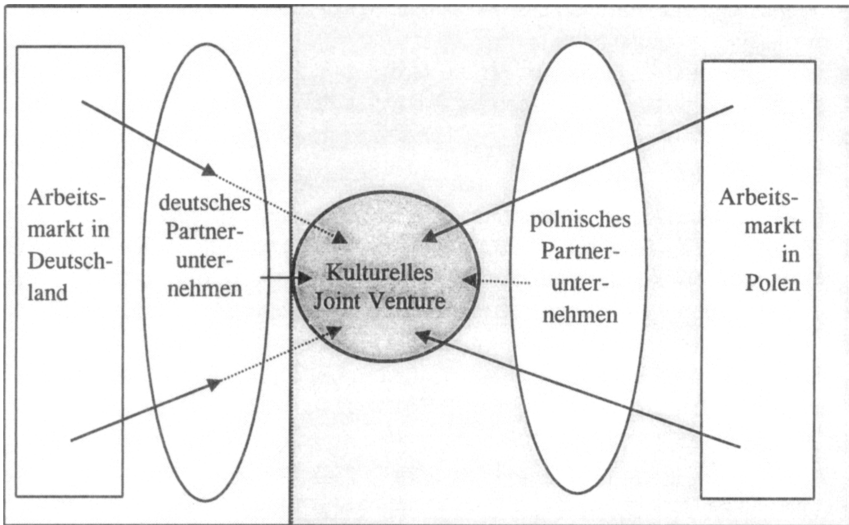 Arbeits-
markt in
Deutsch-
land
deutsches
Partner-
unter-
nehmen
Kulturelles
Joint Venture
polnisches
Partner-
unter-
nehmen
Arbeits-
markt
in
Polen